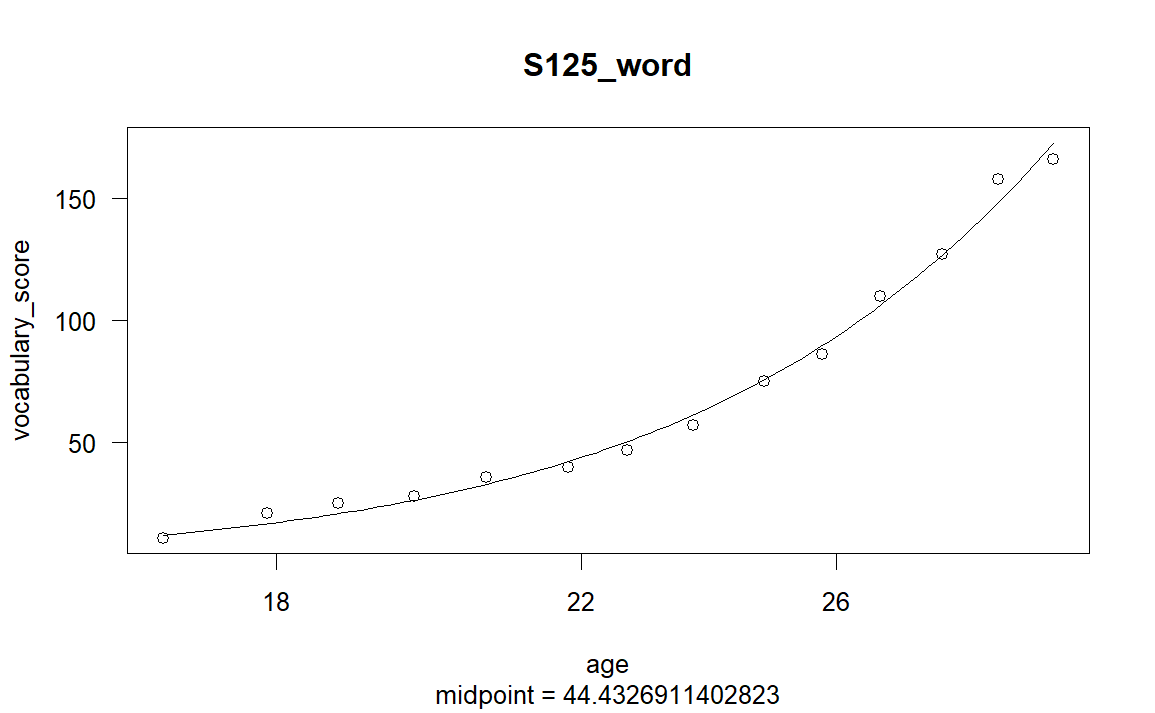 S125_word
vocabulary_score
150
100
50
18 22 26
age
midpoint = 44.4326911402823